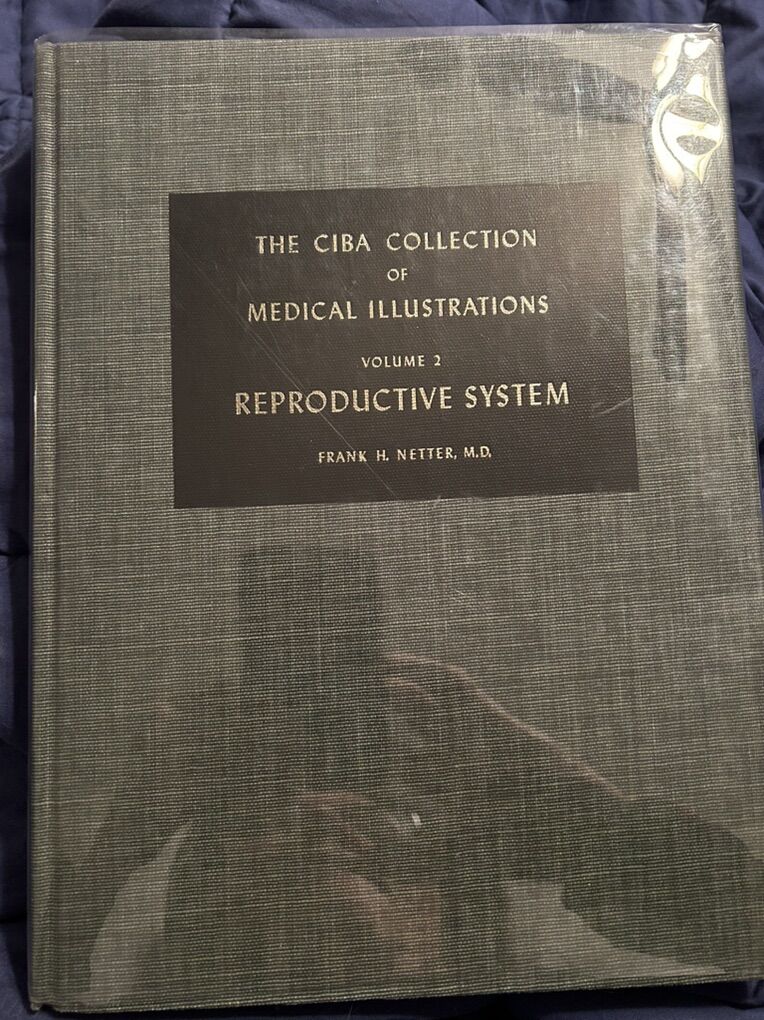 THE CIBA COLLECTION
OF
MEDICAL ILLUSTRATIONS
VOLUME 2
REPRODUCTIVE SYSTEM
FRANK H. NETTER, M.D.